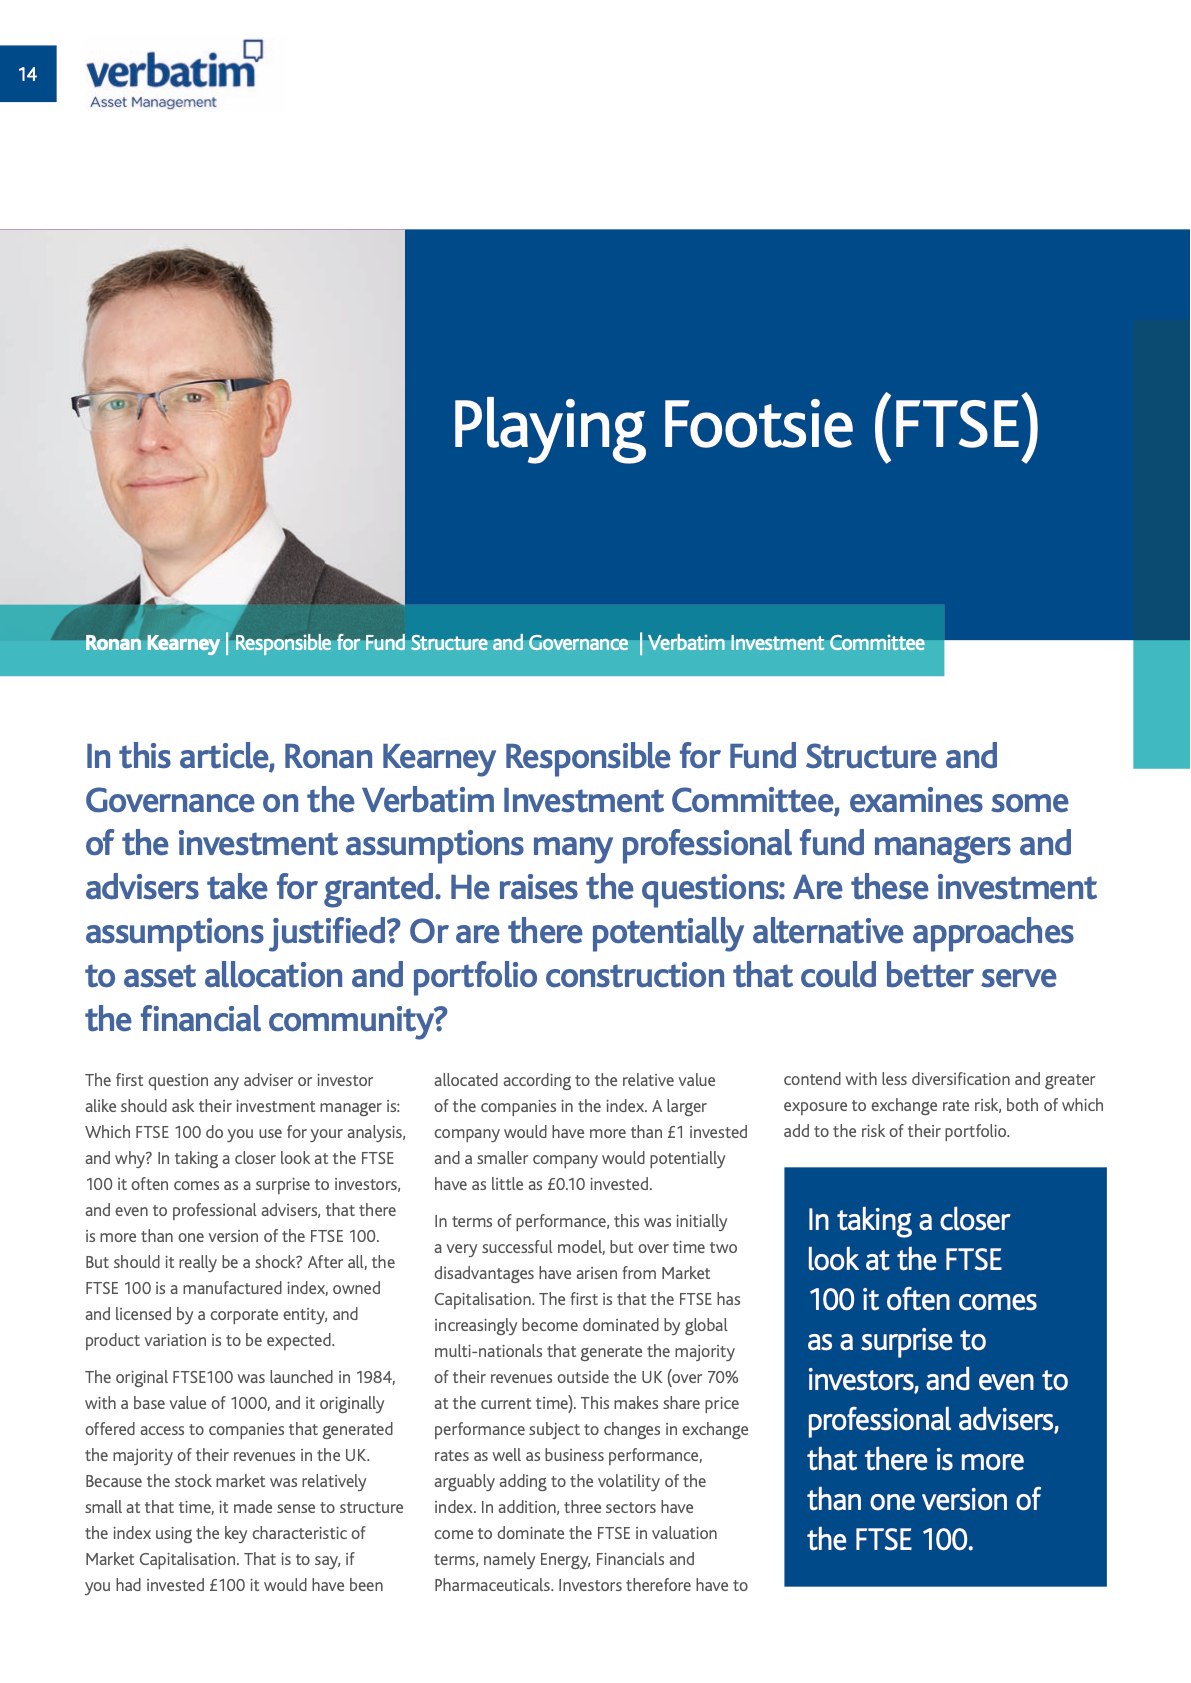 14
verbatim
Asset Management
Playing Footsie (FTSE)
Ronan Kearney | Responsible for Fund Structure and Governance | Verbatim Investment Committee
In this article, Ronan Kearney Responsible for Fund Structure and
Governance on the Verbatim Investment Committee, examines some
of the investment assumptions many professional fund managers and
advisers take for granted. He raises the questions: Are these investment
assumptions justified? Or are there potentially alternative approaches
to asset allocation and portfolio construction that could better serve
the financial community?
The first question any adviser or investor
alike should ask their investment manager is:
Which FTSE 100 do you use for your analysis,
and why? In taking a closer look at the FTSE
100 it often comes as a surprise to investors,
and even to professional advisers, that there
is more than one version of the FTSE 100.
But should it really be a shock? After all, the
FTSE 100 is a manufactured index, owned
and licensed by a corporate entity, and
product variation is to be expected.
The original FTSE100 was launched in 1984,
with a base value of 1000, and it originally
offered access to companies that generated
the majority of their revenues in the UK.
Because the stock market was relatively
small at that time, it made sense to structure
the index using the key characteristic of
Market Capitalisation. That is to say, if
you had invested £100 it would have been
allocated according to the relative value
of the companies in the index. A larger
company would have more than £1 invested
and a smaller company would potentially
have as little as £0.10 invested.
In terms of performance, this was initially
a very successful model, but over time two
disadvantages have arisen from Market
Capitalisation. The first is that the FTSE has
increasingly become dominated by global
multi-nationals that generate the majority
of their revenues outside the UK (over 70%
at the current time). This makes share price
performance subject to changes in exchange
rates as well as business performance,
arguably adding to the volatility of the
index. In addition, three sectors have
come to dominate the FTSE in valuation
terms, namely Energy, Financials and
Pharmaceuticals. Investors therefore have to
contend with less diversification and greater
exposure to exchange rate risk, both of which
add to the risk of their portfolio.
In taking a closer
look at the FTSE
100 it often comes
as a surprise to
investors, and even to
professional advisers,
that there is more
than one version of
the FTSE 100.